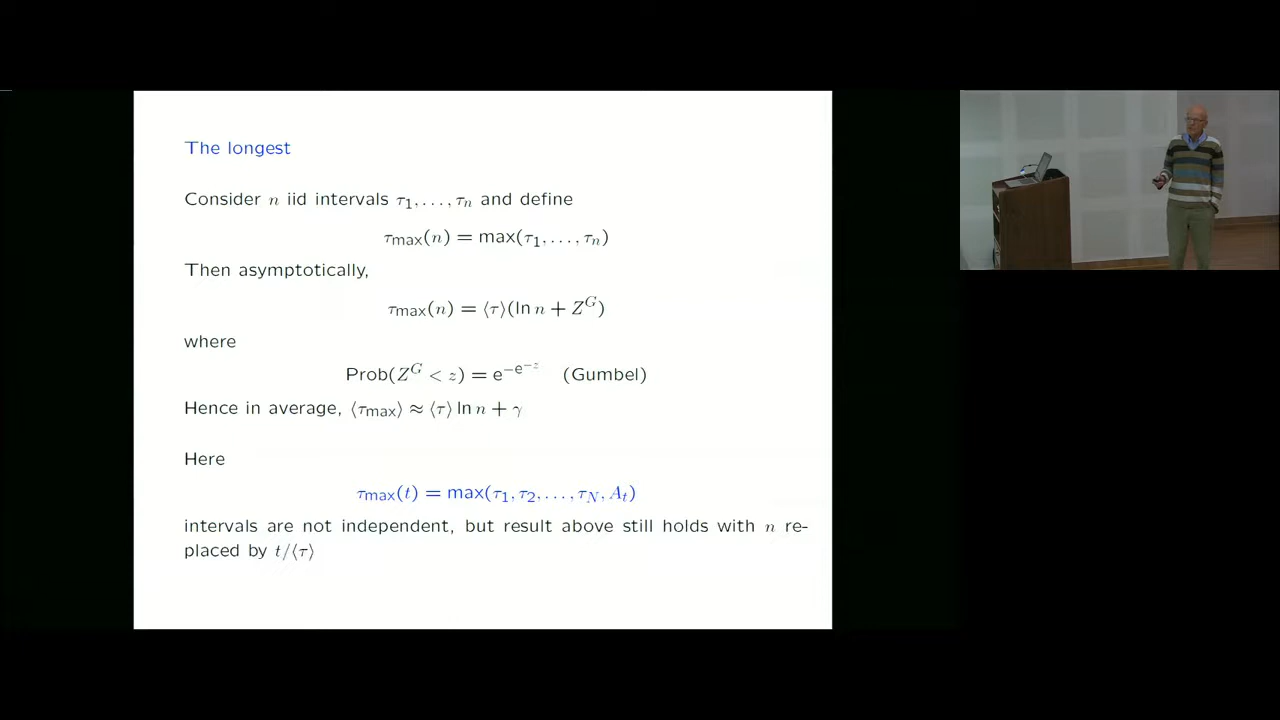 The longest
Consider n iid intervals τ₁, . . . , τₙ and define
τmax(n) = max(τ₁, . . . , τₙ)
Then asymptotically,
τmax(n) = ⟨τ⟩(ln n + Z^G)
where
Prob(Z^G < z) = e^{−e^{−z}} (Gumbel)
Hence in average, ⟨τmax⟩ ≈ ⟨τ⟩ ln n + γ
Here
τmax(t) = max(τ₁, τ₂, . . . , τ_N, A_t)
intervals are not independent, but result above still holds with n re-
placed by t/⟨τ⟩